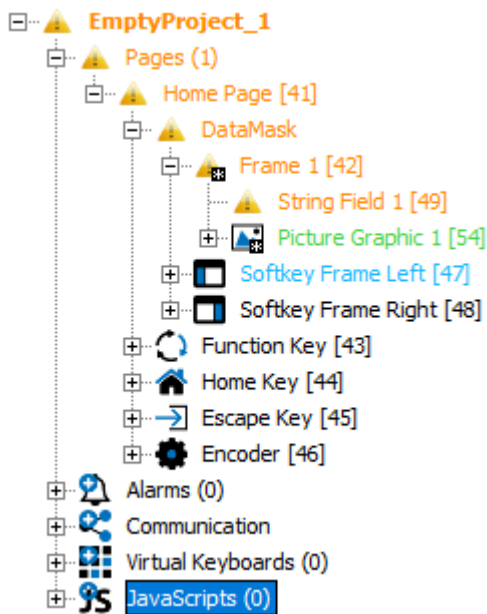 EmptyProject_1
Pages (1)
Home Page [41]
DataMask
Frame 1 [42]
String Field 1 [49]
Picture Graphic 1 [54]
Softkey Frame Left [47]
Softkey Frame Right [48]
Function Key [43]
Home Key [44]
Escape Key [45]
Encoder [46]
Alarms (0)
Communication
Virtual Keyboards (0)
JS JavaScripts (0)